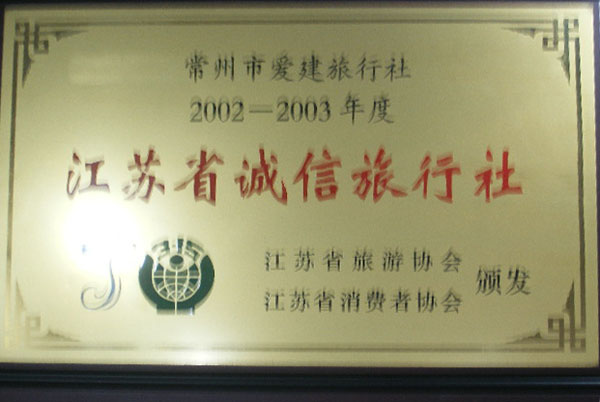 常州市爱建旅行社
2002—2003年度
江苏省诚信旅行社
江苏省旅游协会
江苏省消费者协会
颁发